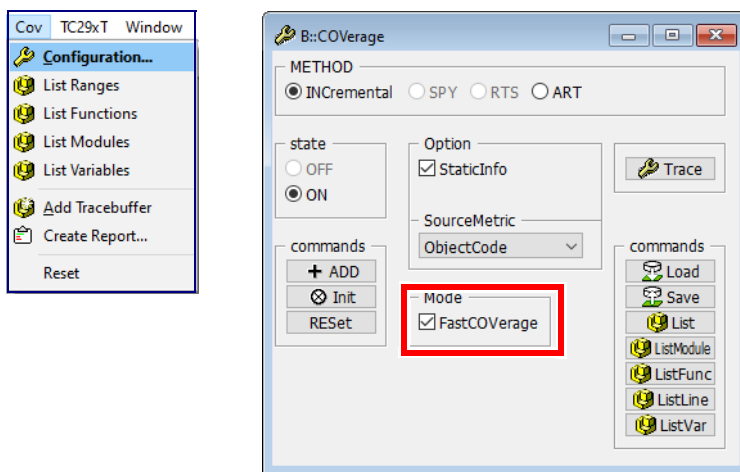 Cov TC29xT Window
Configuration...
List Ranges
List Functions
List Modules
List Variables
Add Tracebuffer
Create Report...
Reset
B::COVerage
METHOD
INCremental SPY RTS ART
state
OFF
ON
Option
StaticInfo
SourceMetric
ObjectCode
Trace
commands
ADD
Init
RESet
Mode
FastCOVerage
commands
Load
Save
List
ListModule
ListFunc
ListLine
ListVar